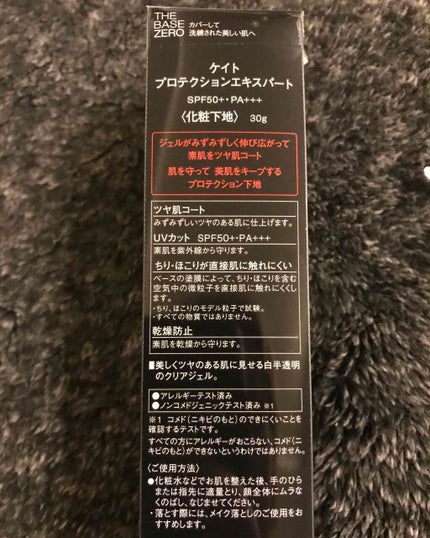 THE
BASE
ZERO
カバーして
洗練された美しい肌へ
ケイト
プロテクションエキスパート
SPF50+・PA+++
〈化粧下地〉 30g
ジェルがみずみずしく伸び広がって
素肌をツヤ肌コート
肌を守って 美肌をキープする
プロテクション下地
ツヤ肌コート
みずみずしいツヤのある肌に仕上げます。
UVカット SPF50+・PA+++
素肌を紫外線から守ります。
ちり・ほこりが直接肌に触れにくい
ベースの塗膜によって、ちり・ほこりを含む
空気中の微粒子を直接肌に触れにくくし
ます。
・ちり、ほこりのモデル粒子で試験。
・すべての物質ではありません。
乾燥防止
素肌を乾燥から守ります。
■美しくツヤのある肌に見せる白半透明
のクリアジェル。
●アレルギーテスト済み
●ノンコメドジェニックテスト済み ※1
※1 コメド(ニキビのもと)のできにくいことを
確認するテストです。
すべての方にアレルギーがおこらない、コメド(ニ
キビのもと)ができないというわけではありません。
〈ご使用方法〉
●化粧水などでお肌を整えた後、手のひら
または指先に適量とり、顔全体にムラな
くのばし、なじませてください。
・落とす際には、メイク落としのご使用をお
すすめします。